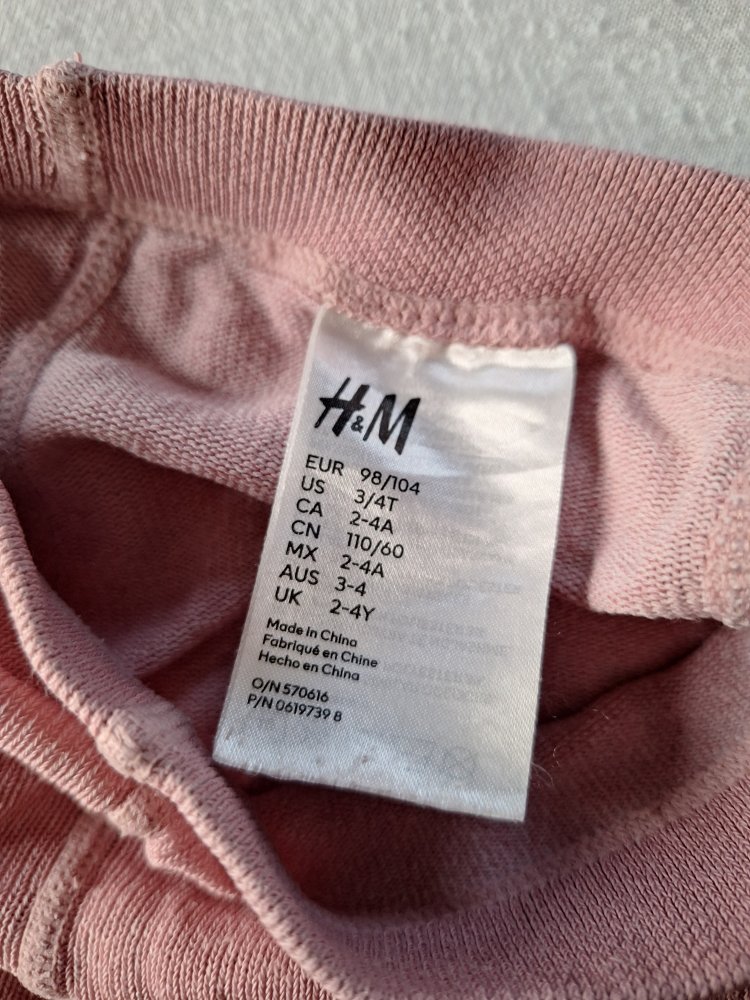 H&M
EUR 98/104
US 3/4T
CA 2-4A
CN 110/60
MX 2-4A
AUS 3-4
UK 2-4Y
Made in China
Fabriqué en Chine
Hecho en China
O/N 570616
P/N 0619739 8